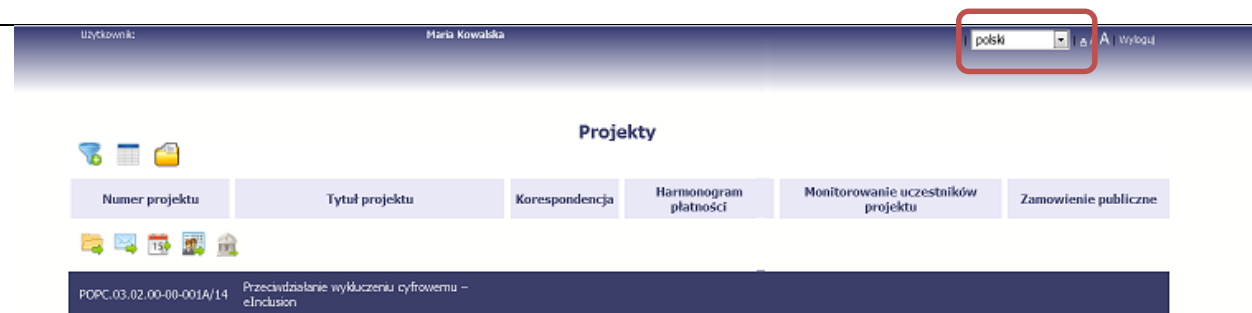 Użytkownik: Maria Kowalska | polski | A A A | Wyloguj
Projekty
Numer projektu Tytuł projektu Korespondencja Harmonogram płatności Monitorowanie uczestników projektu Zamowienie publiczne
15
POPC.03.02.00-00-001A/14 Przeciwdziałanie wykluczeniu cyfrowemu –
eInclusion